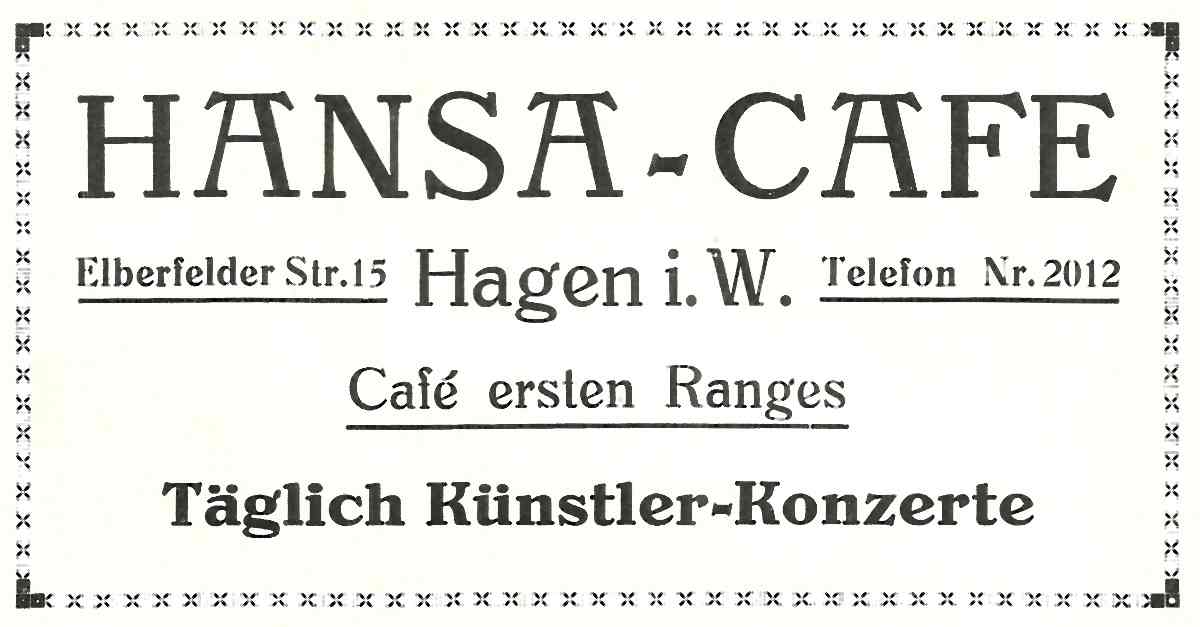 HANSA-CAFE
Elberfelder Str. 15 Hagen i. W. Telefon Nr. 2012
Café ersten Ranges
Täglich Künstler-Konzerte